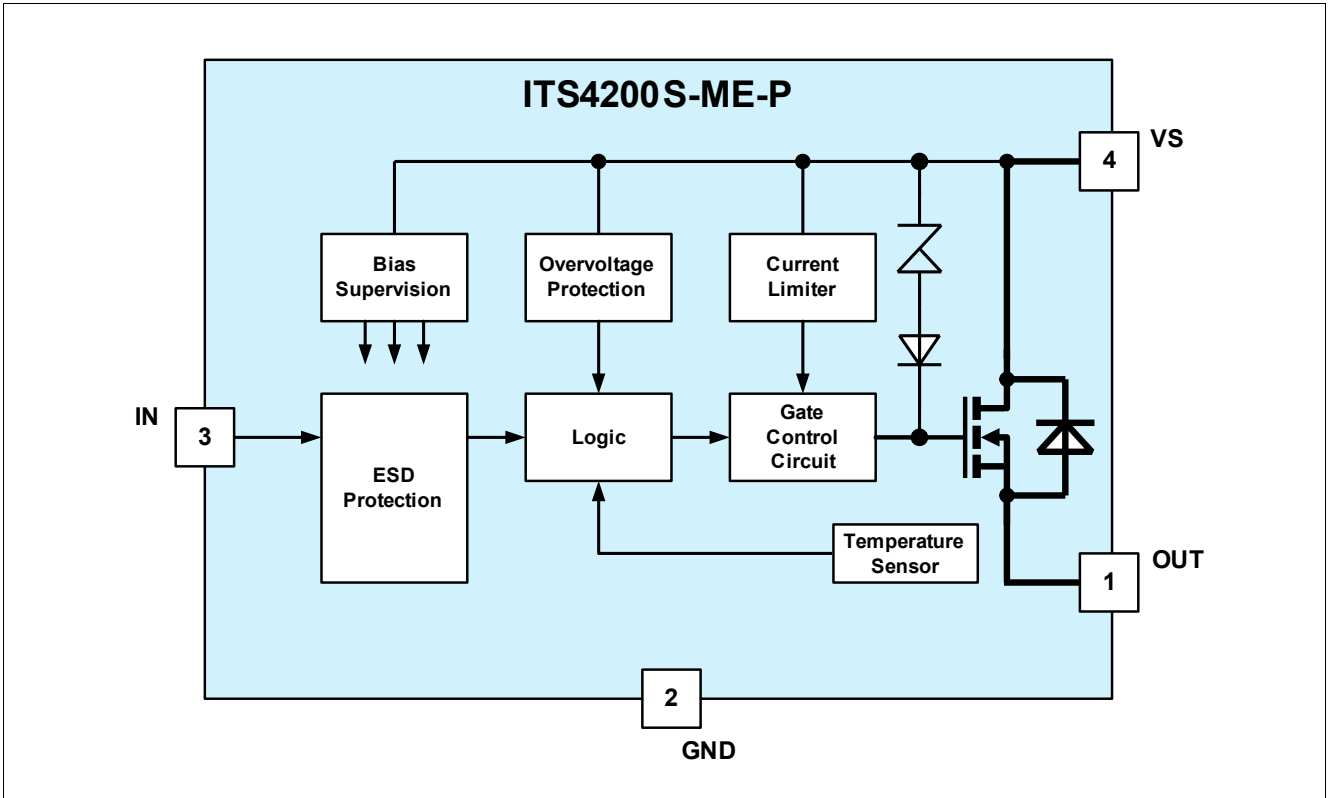 ITS4200S-ME-P
VS
4
Bias
Supervision
Overvoltage
Protection
Current
Limiter
IN
3
ESD
Protection
Logic
Gate
Control
Circuit
Temperature
Sensor
OUT
1
2
GND